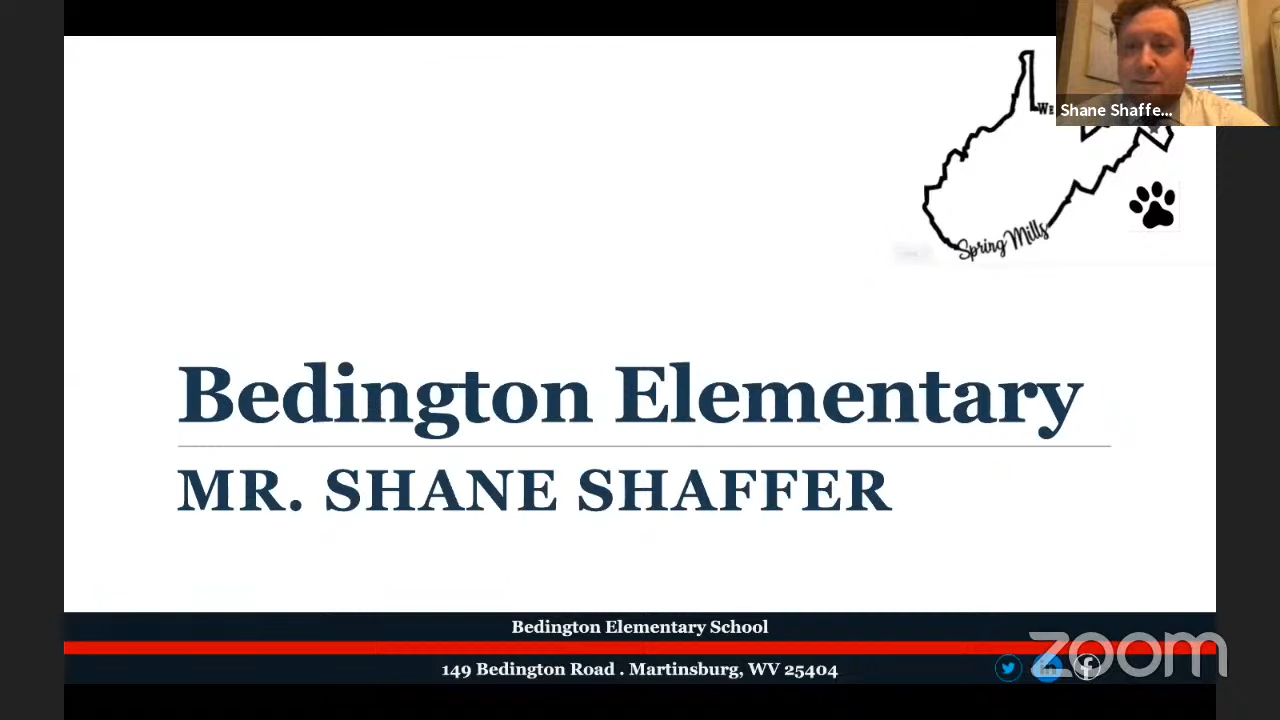 Shane Shaffe...
We
Spring Mills
Bedington Elementary
MR. SHANE SHAFFER
Bedington Elementary School
149 Bedington Road . Martinsburg, WV 25404
zoom